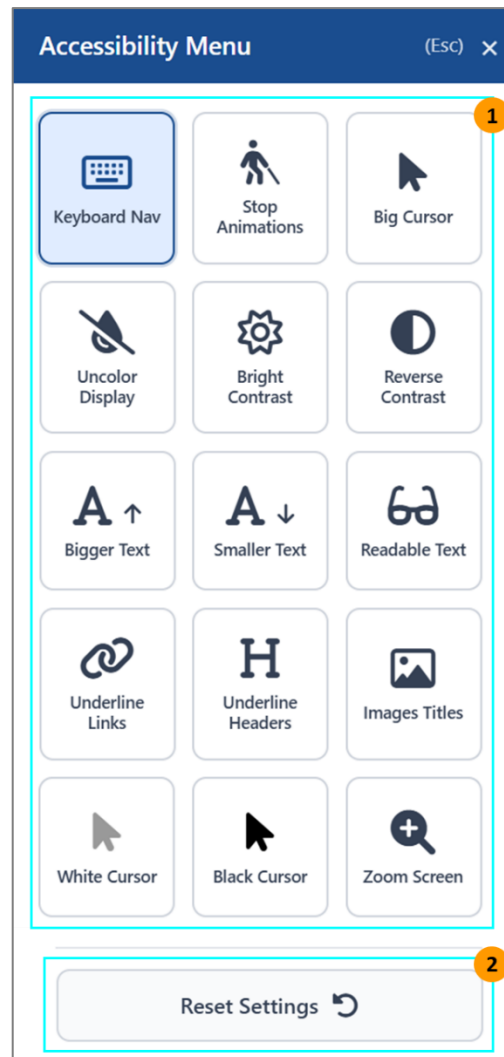 Accessibility Menu (Esc) ×
1
Keyboard Nav
Stop
Animations
Big Cursor
Uncolor
Display
Bright
Contrast
Reverse
Contrast
A ↑
Bigger Text
A ↓
Smaller Text
Readable Text
Underline
Links
H
Underline
Headers
Images Titles
White Cursor
Black Cursor
Zoom Screen
2
Reset Settings